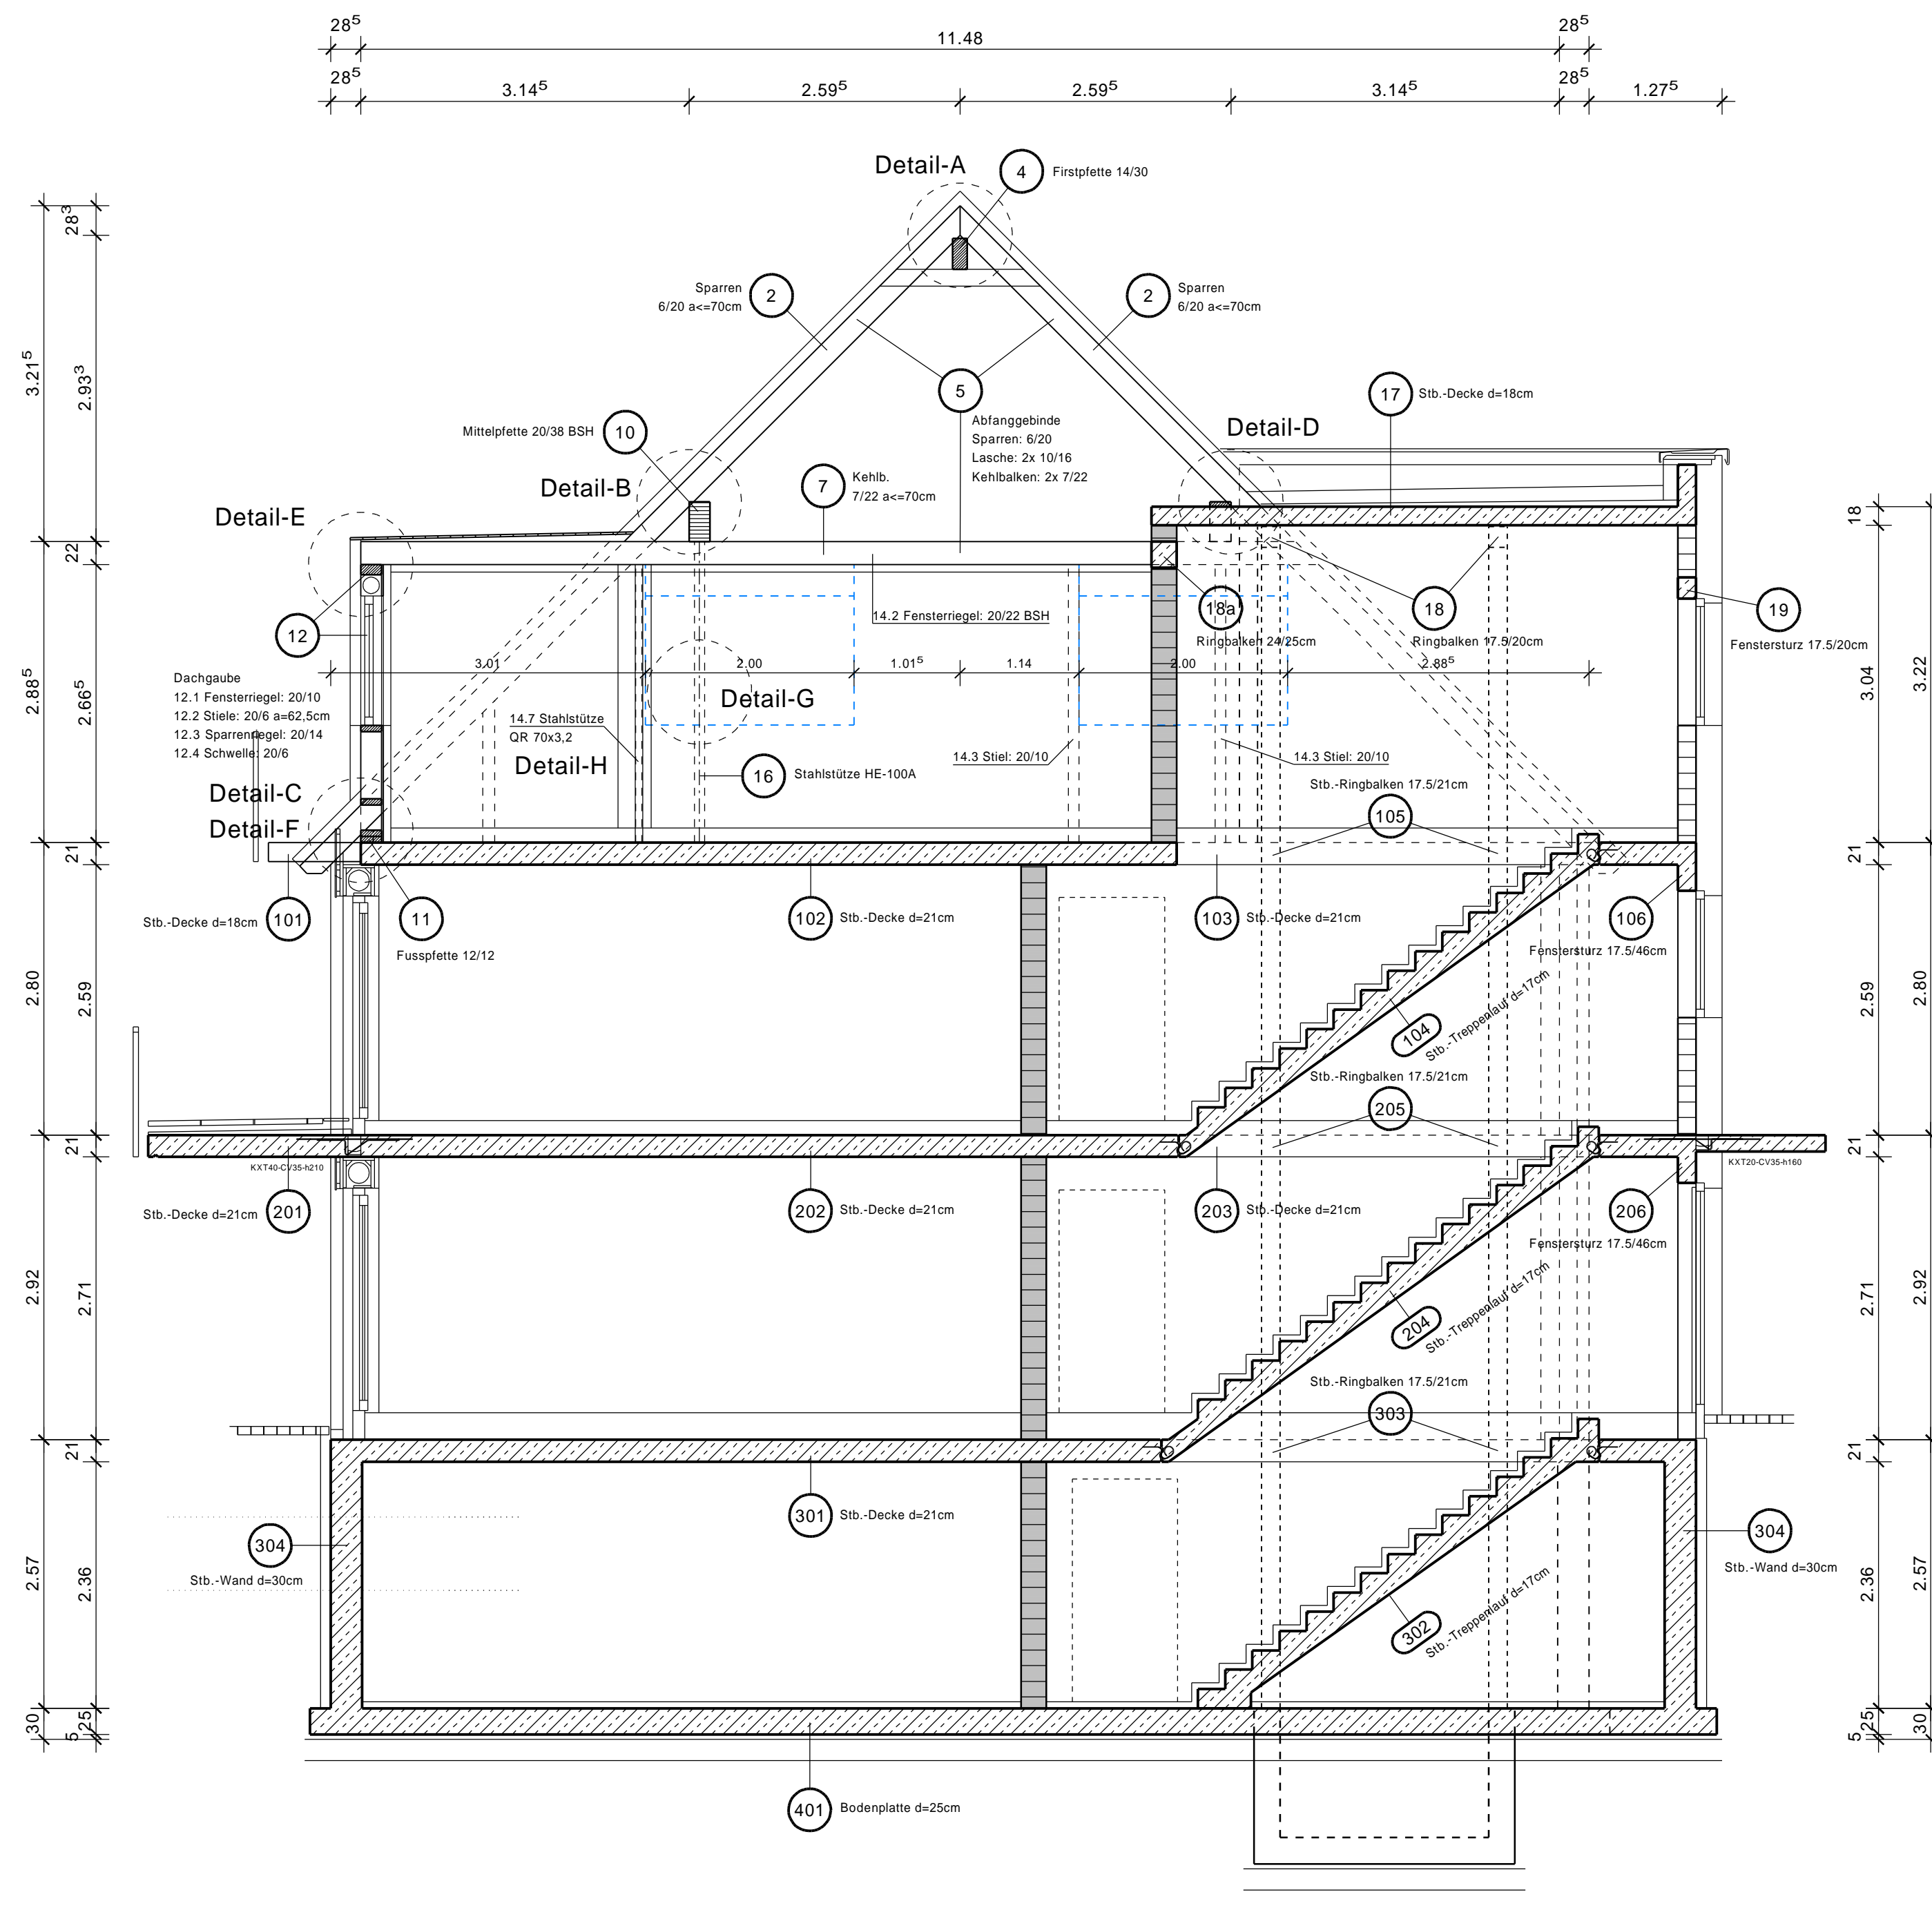 28⁵
11.48
28⁵
28⁵
3.14⁵
2.59⁵
2.59⁵
3.14⁵
28⁵
1.27⁵
Detail-A
4
Firstpfette 14/30
28³
Sparren
6/20 a<=70cm
2
2
Sparren
6/20 a<=70cm
3.21⁵
2.93³
5
Abfanggebinde
Sparren: 6/20
Lasche: 2x 10/16
Kehlbalken: 2x 7/22
17
Stb.-Decke d=18cm
Mittelpfette 20/38 BSH
10
Detail-D
Detail-B
7
Kehlb.
7/22 a<=70cm
Detail-E
18
22
12
14.2 Fensterriegel: 20/22 BSH
18a
Ringbalken 24/25cm
18
Ringbalken 17.5/20cm
19
Fenstersturz 17.5/20cm
3.01
2.00
1.01⁵
1.14
2.00
2.88⁵
2.88⁵
2.66⁵
3.04
3.22
Dachgaube
12.1 Fensterriegel: 20/10
12.2 Stiele: 20/6 a=62,5cm
12.3 Sparrenriegel: 20/14
12.4 Schwelle: 20/6
Detail-G
14.7 Stahlstütze
QR 70x3,2
Detail-H
16
Stahlstütze HE-100A
14.3 Stiel: 20/10
14.3 Stiel: 20/10
Stb.-Ringbalken 17.5/21cm
105
Detail-C
Detail-F
21
21
Stb.-Decke d=18cm
101
11
Fusspfette 12/12
102
Stb.-Decke d=21cm
103
Stb.-Decke d=21cm
106
Fenstersturz 17.5/46cm
2.80
2.59
2.59
2.80
104
Stb.-Treppenlauf d=17cm
Stb.-Ringbalken 17.5/21cm
205
21
21
KXT40-CV35-h210
KXT20-CV35-h160
Stb.-Decke d=21cm
201
202
Stb.-Decke d=21cm
203
Stb.-Decke d=21cm
206
Fenstersturz 17.5/46cm
2.92
2.71
2.71
2.92
204
Stb.-Treppenlauf d=17cm
Stb.-Ringbalken 17.5/21cm
303
21
21
301
Stb.-Decke d=21cm
304
Stb.-Wand d=30cm
304
Stb.-Wand d=30cm
2.57
2.36
2.36
2.57
302
Stb.-Treppenlauf d=17cm
30
5
25
5
25
30
401
Bodenplatte d=25cm